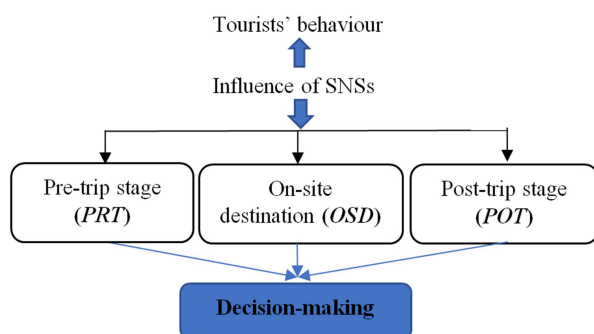 Tourists’ behaviour
Influence of SNSs
Pre-trip stage
(PRT)
On-site
destination (OSD)
Post-trip stage
(POT)
Decision-making